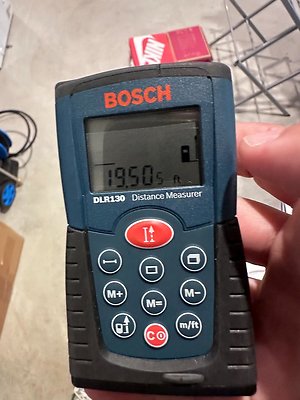 BOSCH
19.505 ft
DLR130 Distance Measurer
M+
M=
M-
C
m/ft